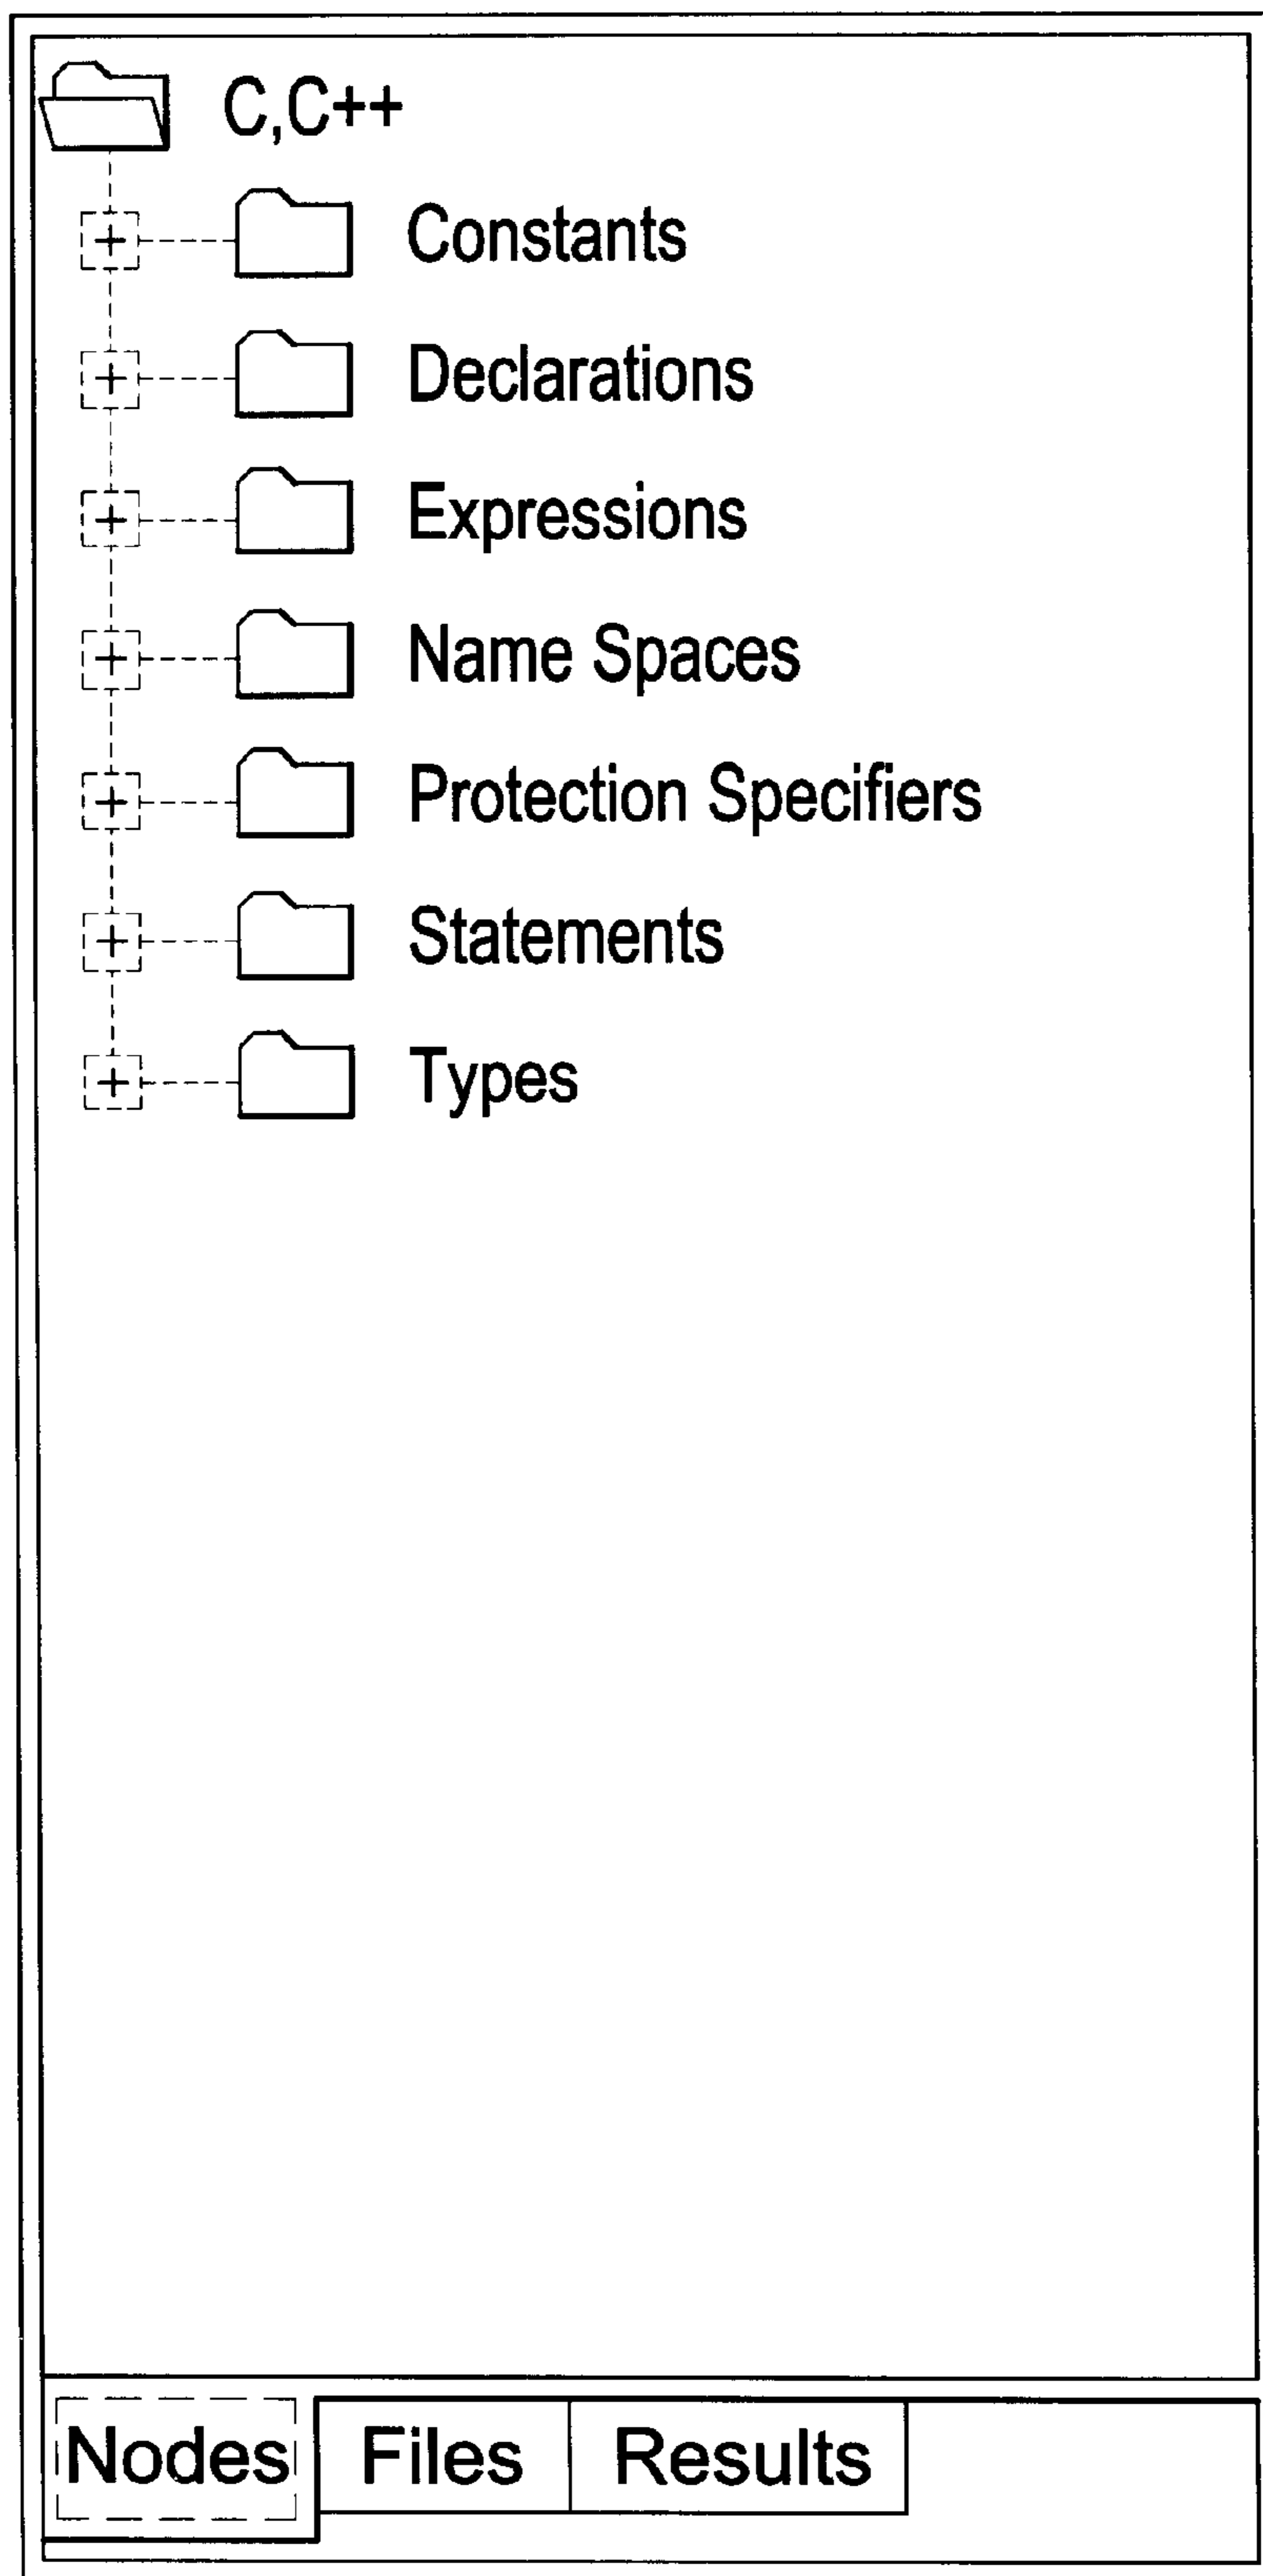 C,C++
Constants
Declarations
Expressions
Name Spaces
Protection Specifiers
Statements
Types
Nodes Files Results